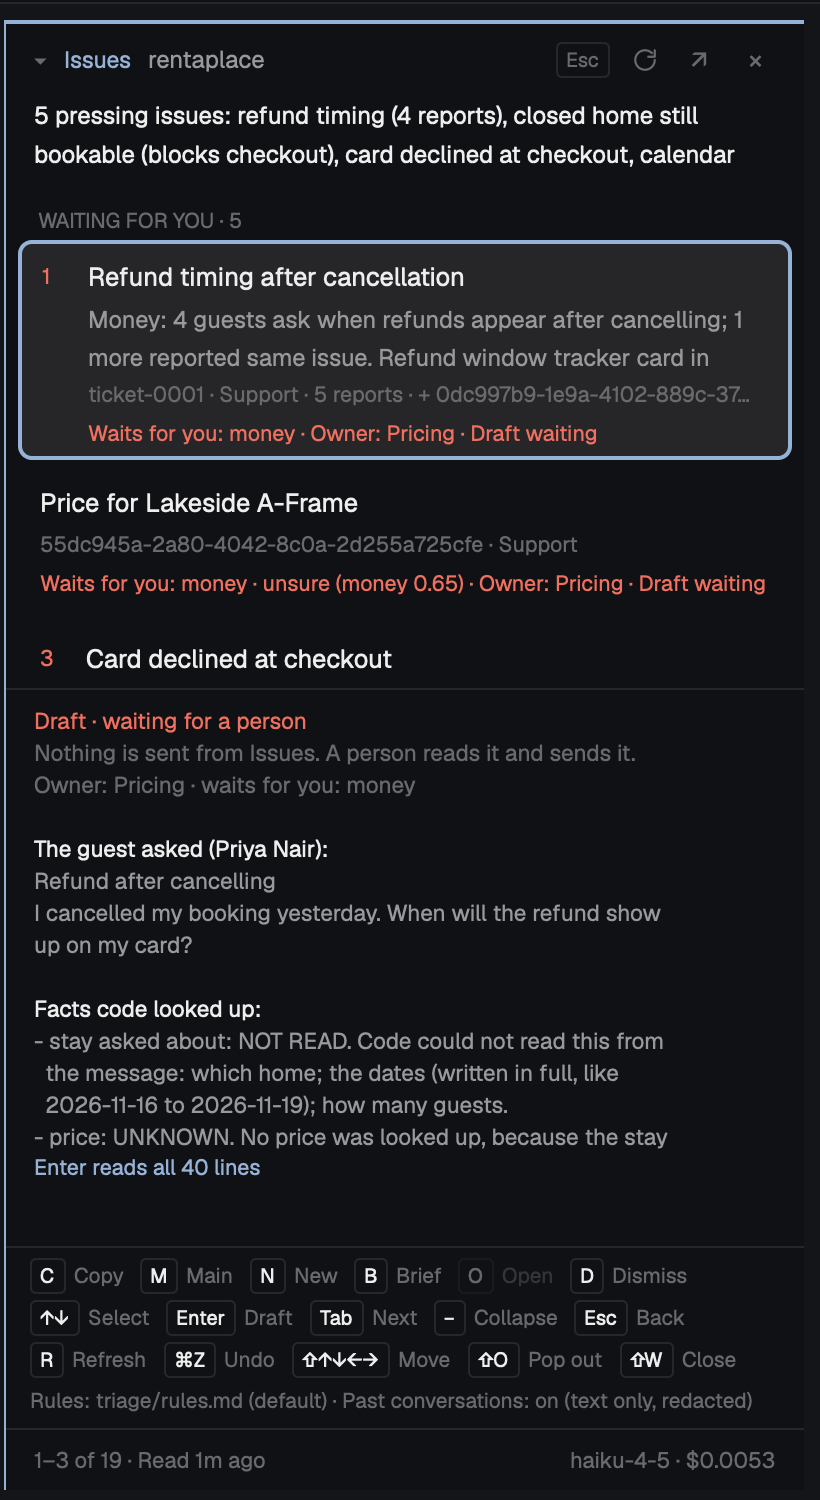 Issues rentaplace Esc
5 pressing issues: refund timing (4 reports), closed home still
bookable (blocks checkout), card declined at checkout, calendar
WAITING FOR YOU · 5
1 Refund timing after cancellation
Money: 4 guests ask when refunds appear after cancelling; 1
more reported same issue. Refund window tracker card in
ticket-0001 · Support · 5 reports · + 0dc997b9-1e9a-4102-889c-37…
Waits for you: money · Owner: Pricing · Draft waiting
Price for Lakeside A-Frame
55dc945a-2a80-4042-8c0a-2d255a725cfe · Support
Waits for you: money · unsure (money 0.65) · Owner: Pricing · Draft waiting
3 Card declined at checkout
Draft · waiting for a person
Nothing is sent from Issues. A person reads it and sends it.
Owner: Pricing · waits for you: money
The guest asked (Priya Nair):
Refund after cancelling
I cancelled my booking yesterday. When will the refund show
up on my card?
Facts code looked up:
- stay asked about: NOT READ. Code could not read this from
the message: which home; the dates (written in full, like
2026-11-16 to 2026-11-19); how many guests.
- price: UNKNOWN. No price was looked up, because the stay
Enter reads all 40 lines
C Copy M Main N New B Brief O Open D Dismiss
↑↓ Select Enter Draft Tab Next – Collapse Esc Back
R Refresh ⌘Z Undo ⇧↑↓←→ Move ⇧O Pop out ⇧W Close
Rules: triage/rules.md (default) · Past conversations: on (text only, redacted)
1–3 of 19 · Read 1m ago haiku-4-5 · $0.0053